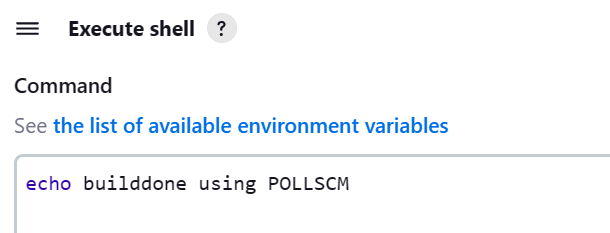 Execute shell ?
Command
See the list of available environment variables
echo builddone using POLLSCM